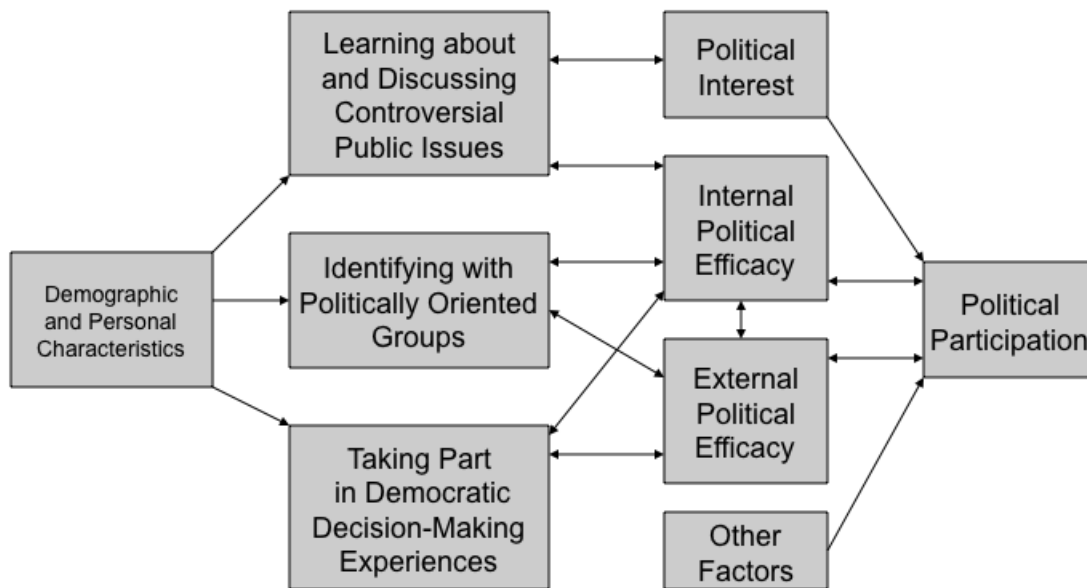 Learning about
and Discussing
Controversial
Public Issues
Political
Interest
Internal
Political
Efficacy
Identifying with
Politically Oriented
Groups
Demographic
and Personal
Characteristics
Political
Participation
External
Political
Efficacy
Taking Part
in Democratic
Decision-Making
Experiences
Other
Factors